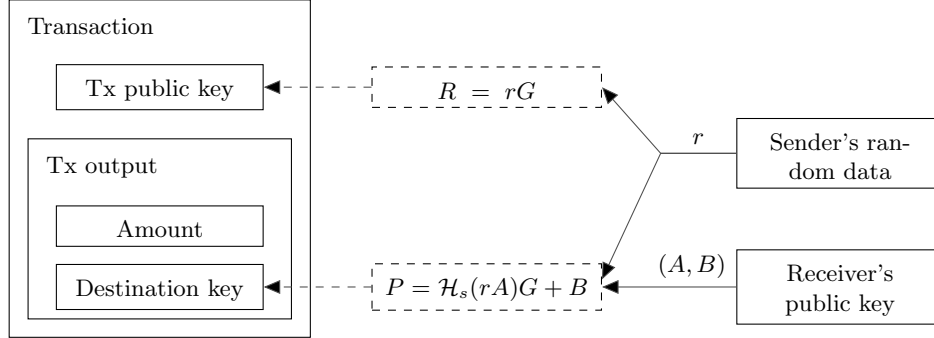 Transaction
Tx public key
R = rG
r
Sender's ran-
dom data
Tx output
Amount
Destination key
P = ℋₛ(rA)G + B
(A, B)
Receiver's
public key